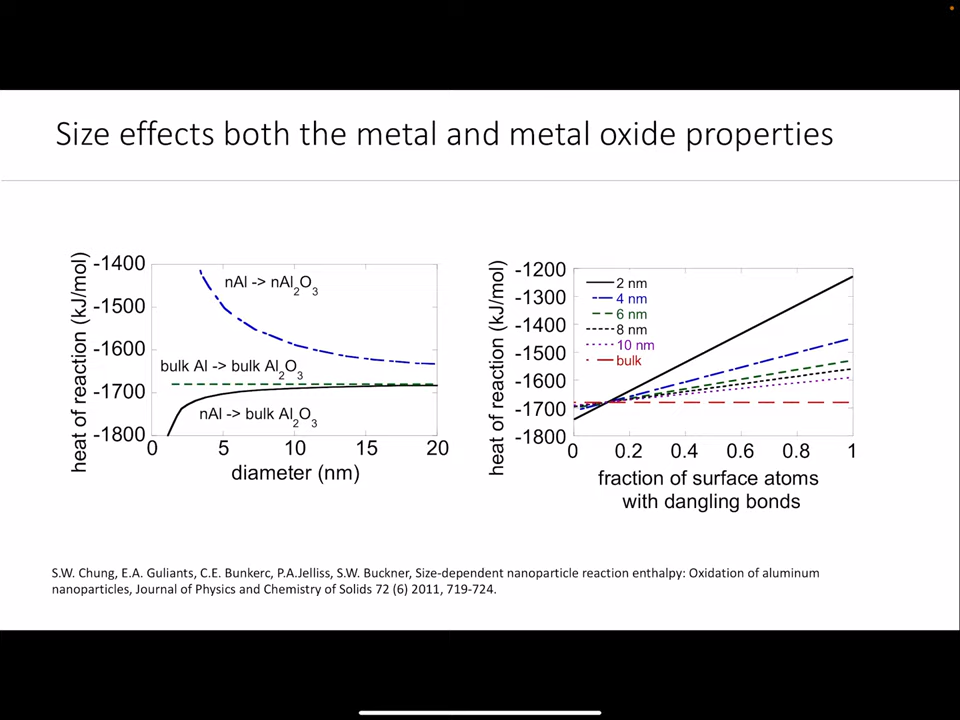 Size effects both the metal and metal oxide properties
heat of reaction (kJ/mol)
-1400
-1500
-1600
-1700
-1800
nAl -> nAl2O3
bulk Al -> bulk Al2O3
nAl -> bulk Al2O3
0 5 10 15 20
diameter (nm)
heat of reaction (kJ/mol)
-1200
-1300
-1400
-1500
-1600
-1700
-1800
2 nm
4 nm
6 nm
8 nm
10 nm
bulk
0 0.2 0.4 0.6 0.8 1
fraction of surface atoms
with dangling bonds
S.W. Chung, E.A. Guliants, C.E. Bunkerc, P.A.Jelliss, S.W. Buckner, Size-dependent nanoparticle reaction enthalpy: Oxidation of aluminum
nanoparticles, Journal of Physics and Chemistry of Solids 72 (6) 2011, 719-724.